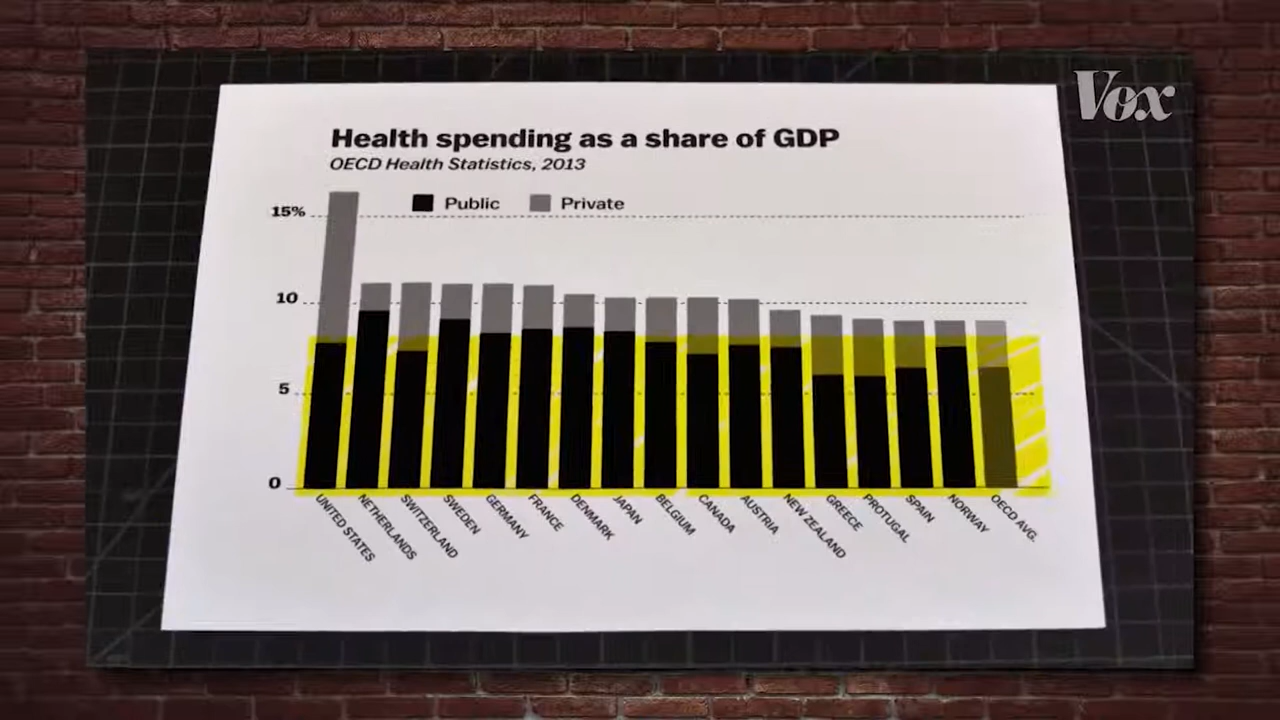 Vox
Health spending as a share of GDP
OECD Health Statistics, 2013
Public Private
15%
10
5
0
UNITED STATES
NETHERLANDS
SWITZERLAND
SWEDEN
GERMANY
FRANCE
DENMARK
JAPAN
BELGIUM
CANADA
AUSTRIA
NEW ZEALAND
GREECE
PROTUGAL
SPAIN
NORWAY
OECD AVG.